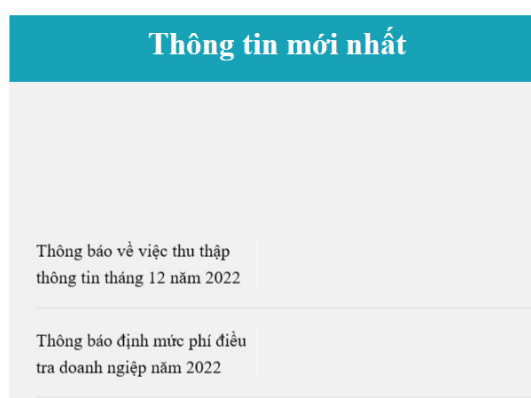 Thông tin mới nhất
Thông báo về việc thu thập
thông tin tháng 12 năm 2022
Thông báo định mức phí điều
tra doanh ngiệp năm 2022